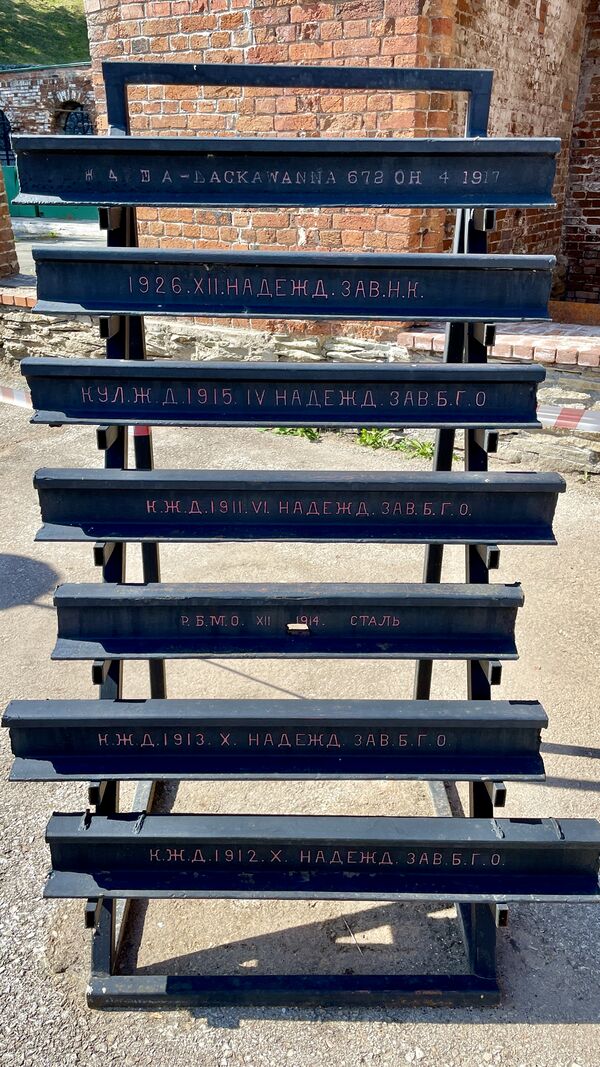 LACKAWANNA 672 OH 4 1917
1926.XII.НАДЕЖД. ЗАВ.Н.К.
КУЛ.Ж.Д.1915.IV НАДЕЖД. ЗАВ.Б.Г.О
К.Ж.Д.1911.VI. НАДЕЖД. ЗАВ.Б.Г.О.
Р.Б.М.О. XII 1914. СТАЛЬ
К.Ж.Д.1913. X. НАДЕЖД. ЗАВ.Б.Г.О.
К.Ж.Д.1912.X. НАДЕЖД. ЗАВ.Б.Г.О.